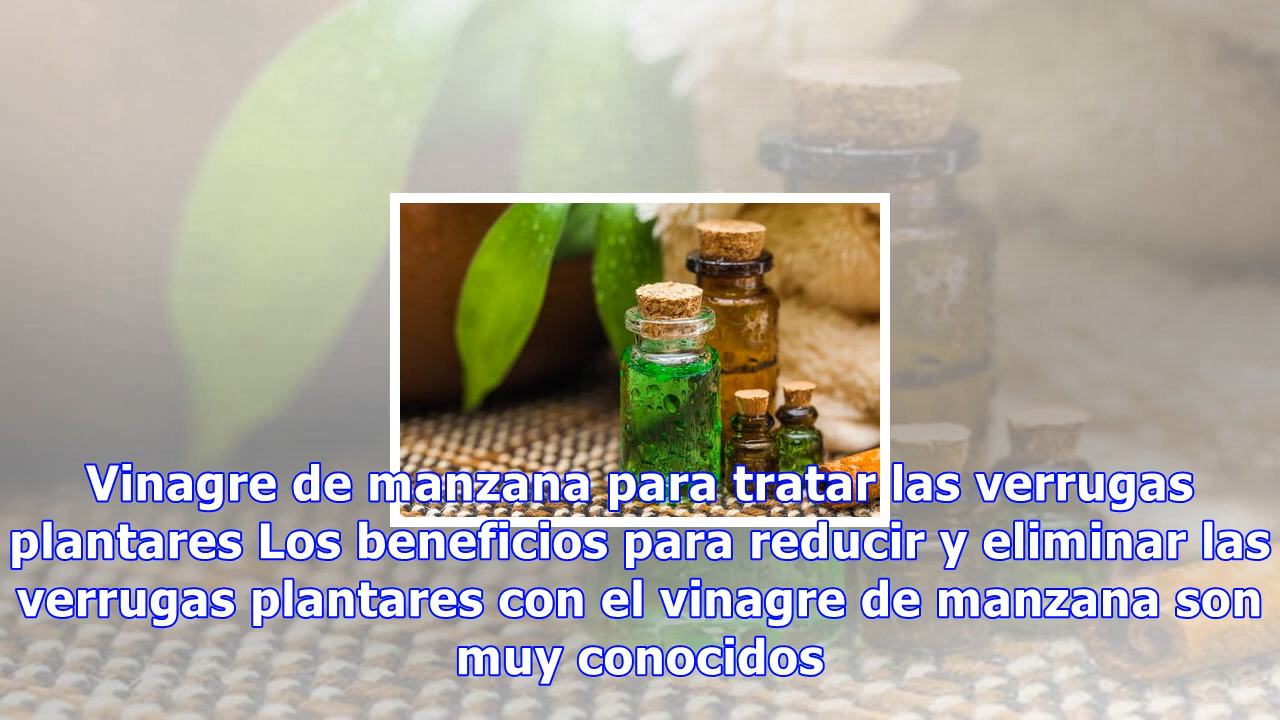 Vinagre de manzana para tratar las verrugas
plantares Los beneficios para reducir y eliminar las
verrugas plantares con el vinagre de manzana son
muy conocidos